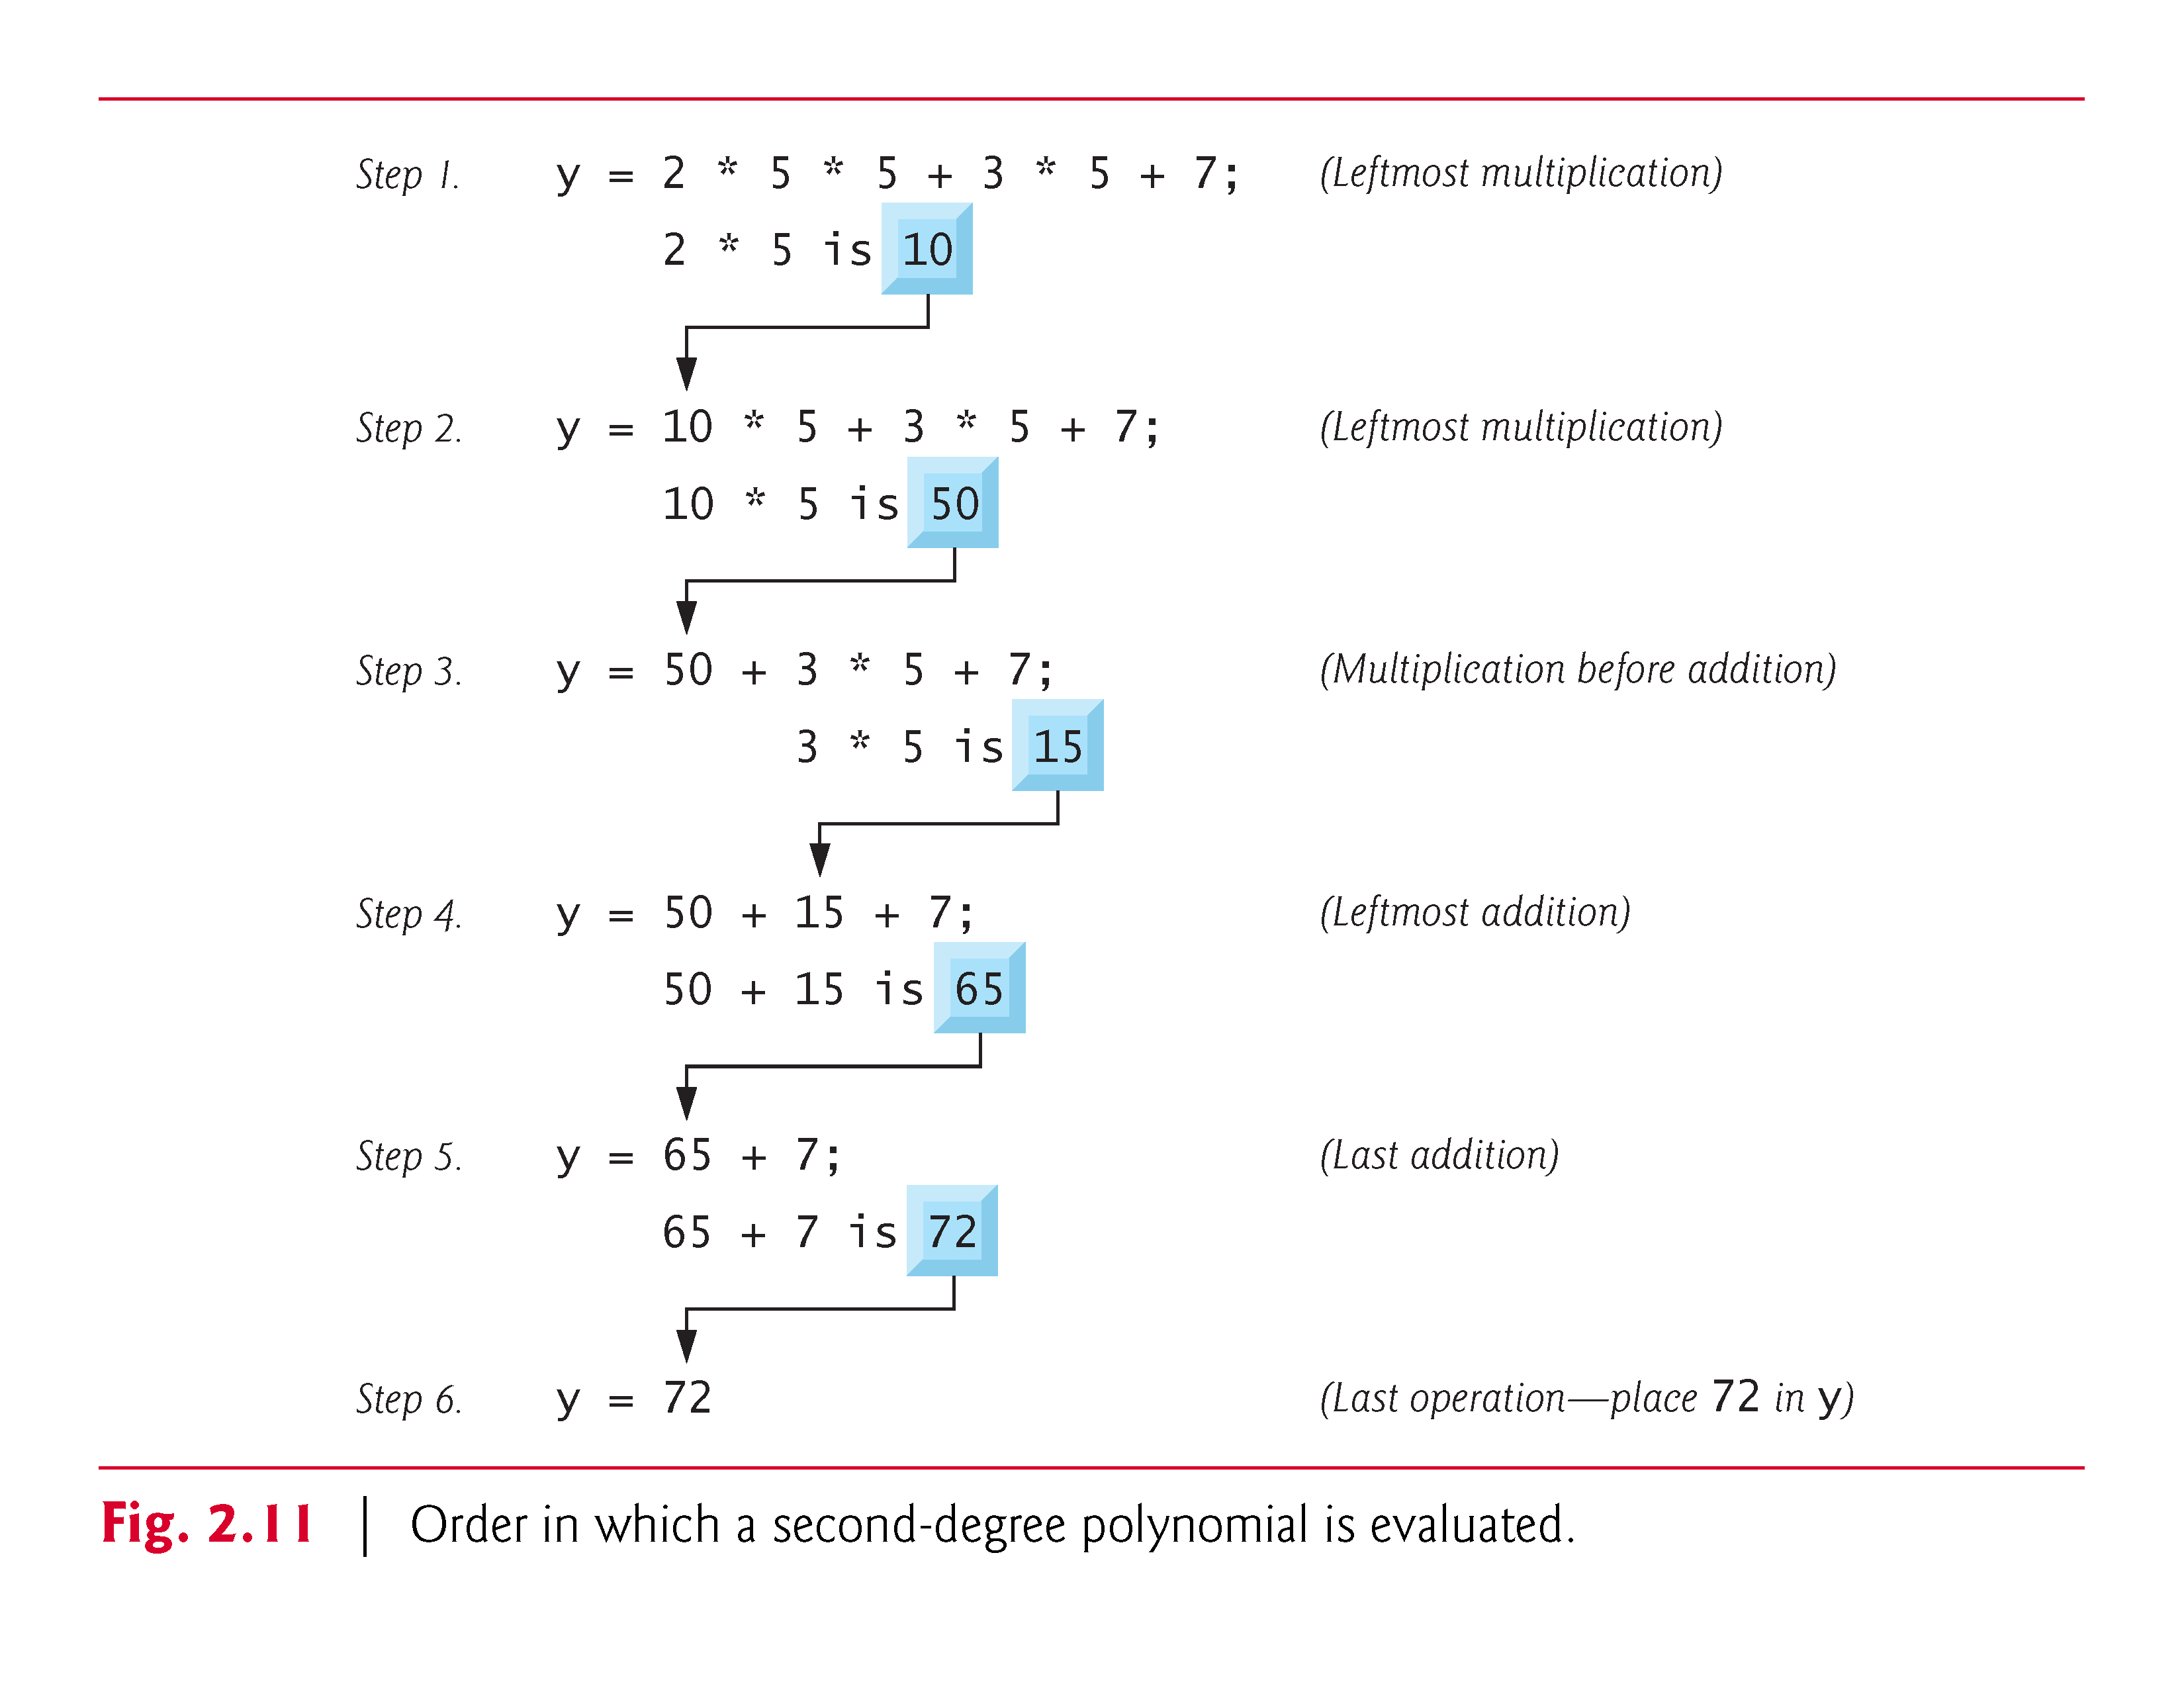 Step 1. y = 2 * 5 * 5 + 3 * 5 + 7; (Leftmost multiplication)
2 * 5 is 10
Step 2. y = 10 * 5 + 3 * 5 + 7; (Leftmost multiplication)
10 * 5 is 50
Step 3. y = 50 + 3 * 5 + 7; (Multiplication before addition)
3 * 5 is 15
Step 4. y = 50 + 15 + 7; (Leftmost addition)
50 + 15 is 65
Step 5. y = 65 + 7; (Last addition)
65 + 7 is 72
Step 6. y = 72 (Last operation—place 72 in y)
Fig. 2.11 | Order in which a second-degree polynomial is evaluated.